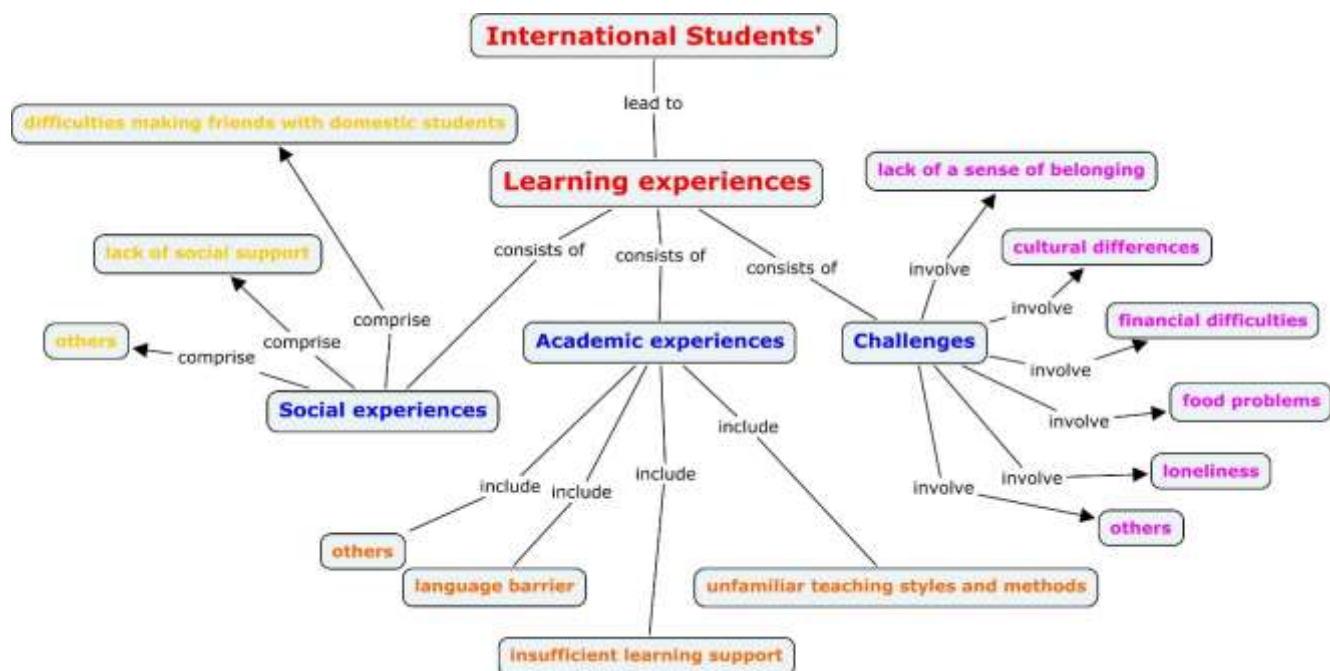 International Students'
lead to
difficulties making friends with domestic students
Learning experiences
lack of a sense of belonging
consists of
consists of
consists of
lack of social support
cultural differences
involve
involve
comprise
financial difficulties
others
comprise
comprise
Academic experiences
Challenges
involve
Social experiences
food problems
involve
include
include
include
include
loneliness
involve
involve
others
others
language barrier
unfamiliar teaching styles and methods
insufficient learning support